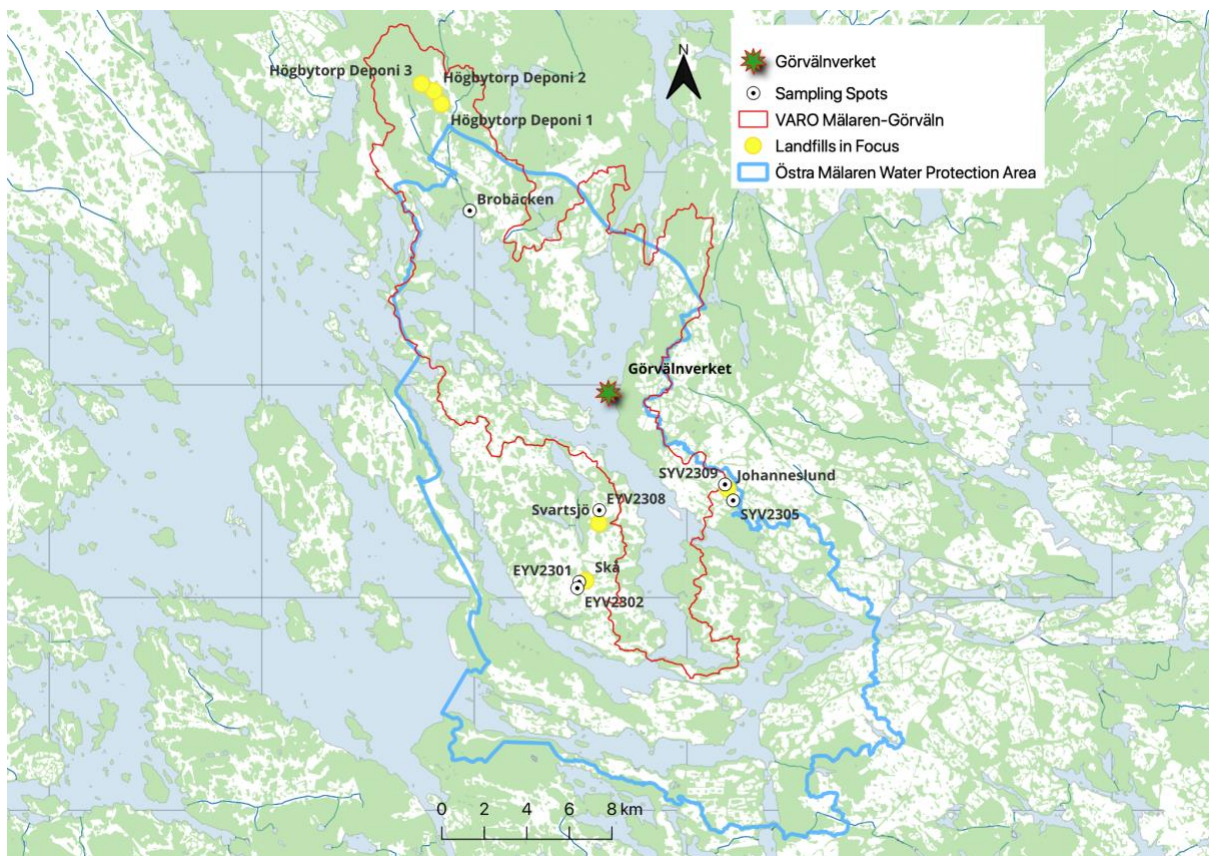 N
Görvälnverket
Sampling Spots
VARO Mälaren-Görväln
Landfills in Focus
Östra Mälaren Water Protection Area
Högbytorp Deponi 3
Högbytorp Deponi 2
Högbytorp Deponi 1
Brobäcken
Görvälnverket
SYV2309
Johanneslund
SYV2305
EYV2308
Svartsjö
EYV2301
Skå
EYV2302
0 2 4 6 8 km